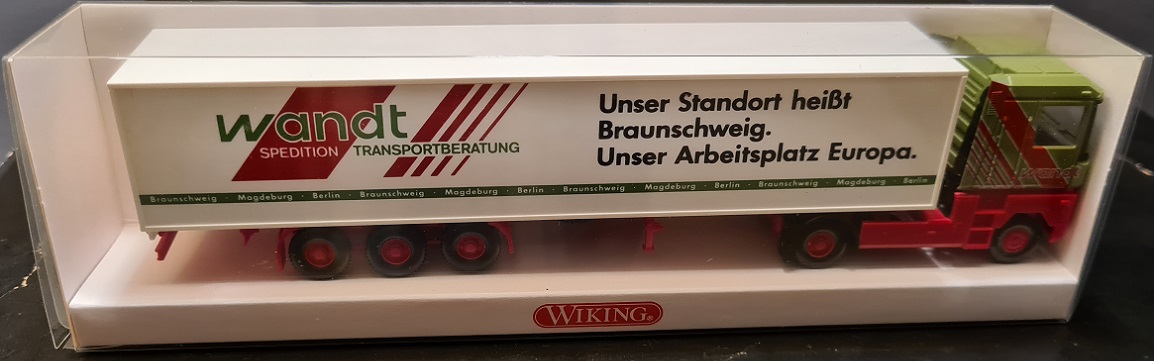 wandt
SPEDITION TRANSPORTBERATUNG
Unser Standort heißt
Braunschweig.
Unser Arbeitsplatz Europa.
Braunschweig · Magdeburg · Berlin · Braunschweig · Magdeburg · Berlin · Braunschweig · Magdeburg · Berlin · Braunschweig · Magdeburg · Berlin
wandt
WIKING®